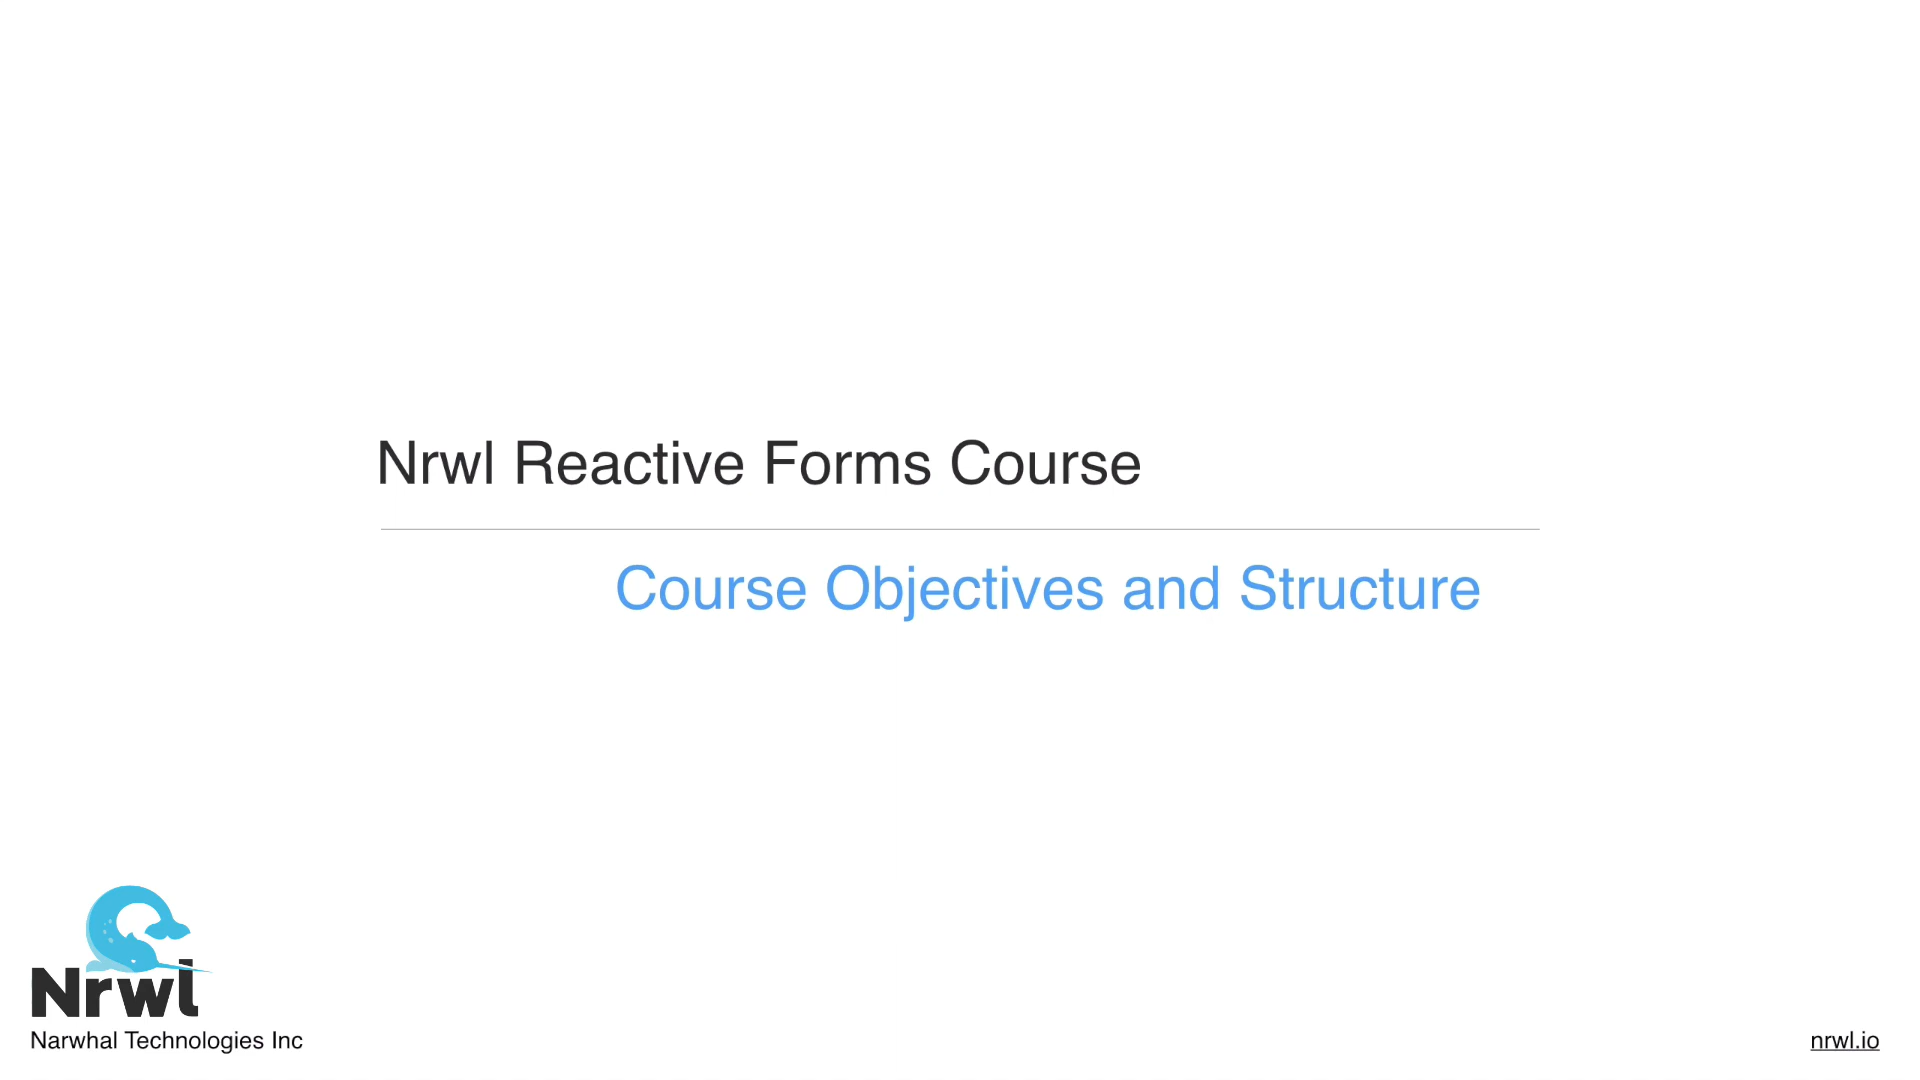 Nrwl Reactive Forms Course
Course Objectives and Structure
Nrwl
Narwhal Technologies Inc
nrwl.io